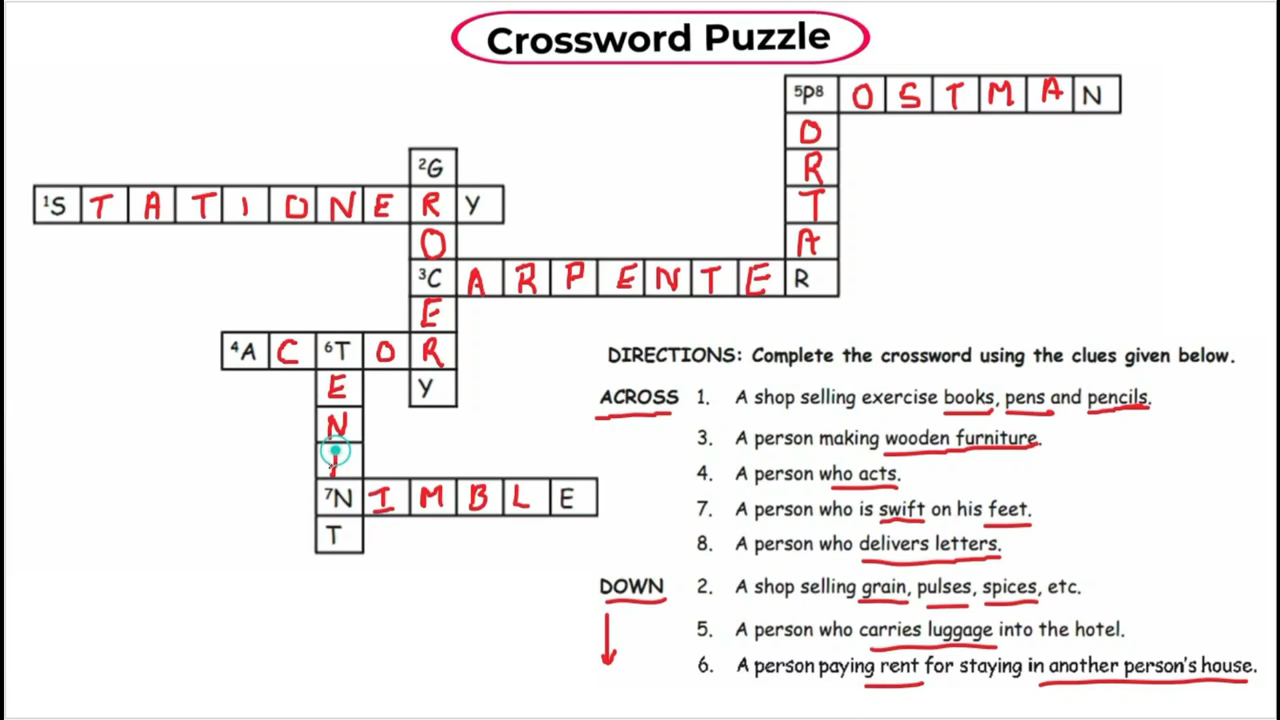 Crossword Puzzle
5P8 O S T M A N
O
2G R
1S T A T I O N E R Y T
O A
3C A R P E N T E R
E
4A C 6T O R
E Y
N
7N I M B L E
T
DIRECTIONS: Complete the crossword using the clues given below.
ACROSS 1. A shop selling exercise books, pens and pencils.
3. A person making wooden furniture.
4. A person who acts.
7. A person who is swift on his feet.
8. A person who delivers letters.
DOWN 2. A shop selling grain, pulses, spices, etc.
5. A person who carries luggage into the hotel.
6. A person paying rent for staying in another person's house.